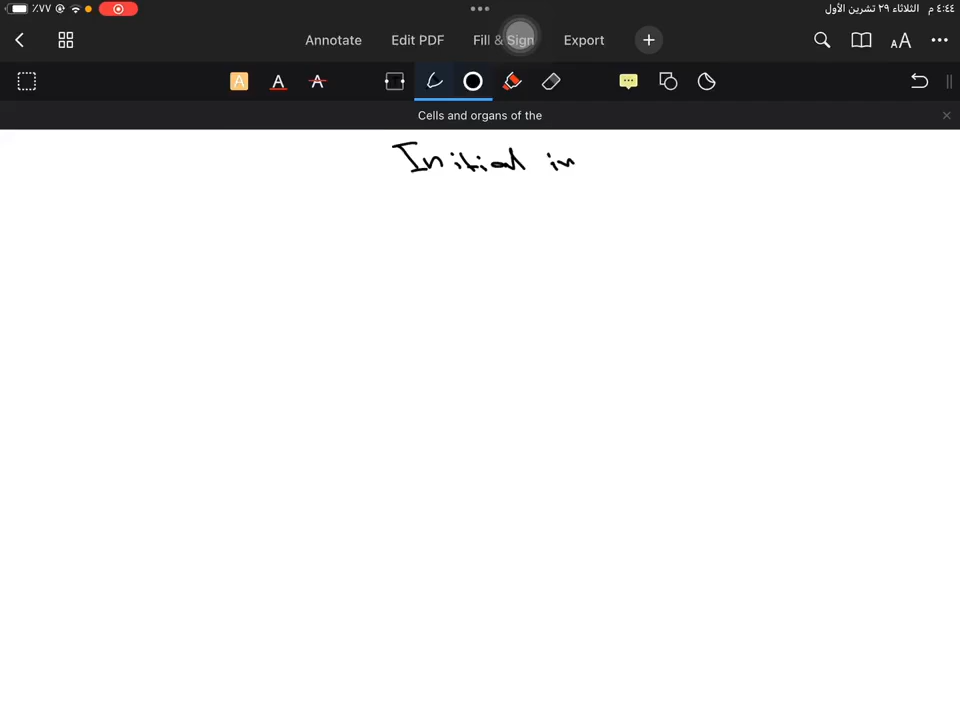 ٪٧٧ ٤:٤٤ م الثلاثاء ٢٩ تشرين الأول
Annotate Edit PDF Fill & Sign Export
AA
A A A
Cells and organs of the
Initial in